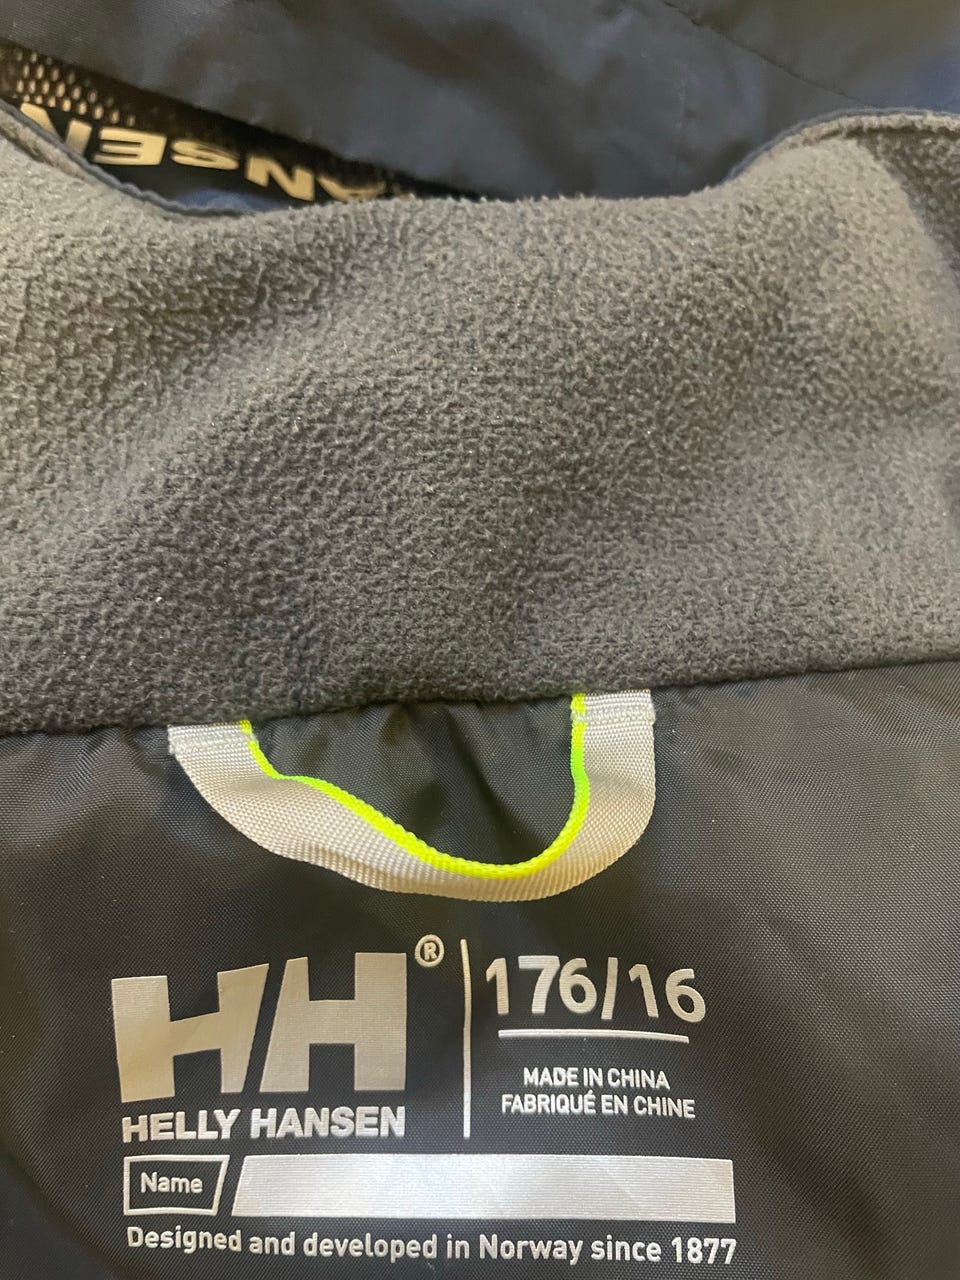 ANSEN
HH®
HELLY HANSEN
176/16
MADE IN CHINA
FABRIQUÉ EN CHINE
Name
Designed and developed in Norway since 1877